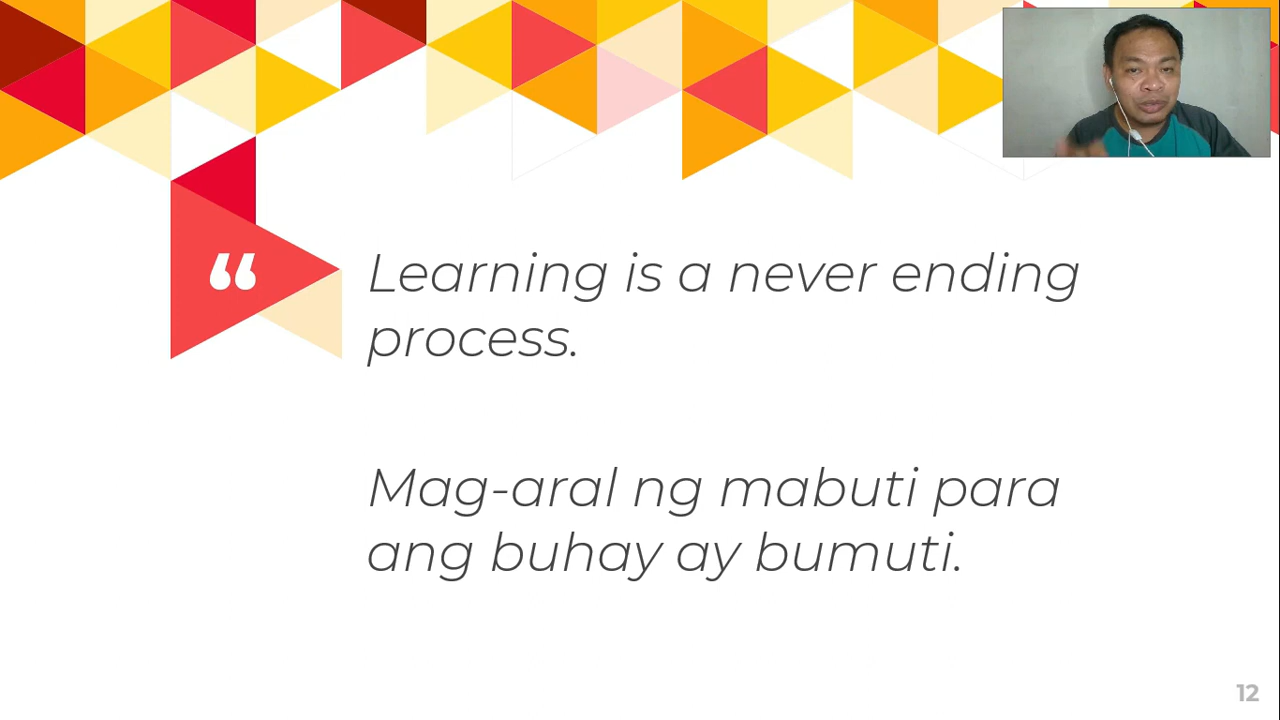 “
Learning is a never ending
process.
Mag-aral ng mabuti para
ang buhay ay bumuti.
12